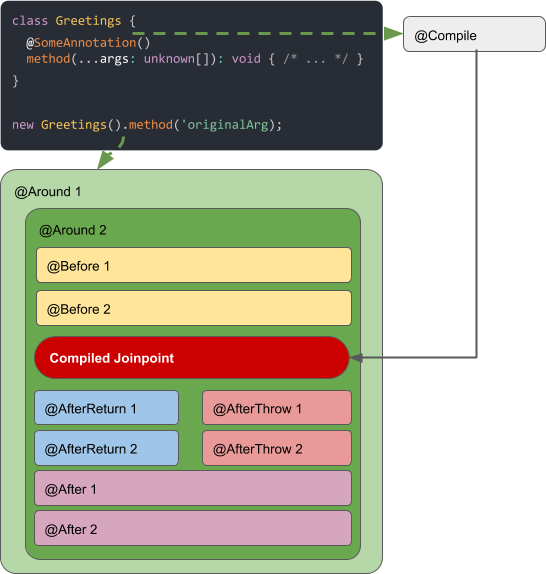 class Greetings {
@SomeAnnotation()
method(...args: unknown[]): void { /* ... */ }
}
new Greetings().method('originalArg);
@Compile
@Around 1
@Around 2
@Before 1
@Before 2
Compiled Joinpoint
@AfterReturn 1
@AfterThrow 1
@AfterReturn 2
@AfterThrow 2
@After 1
@After 2